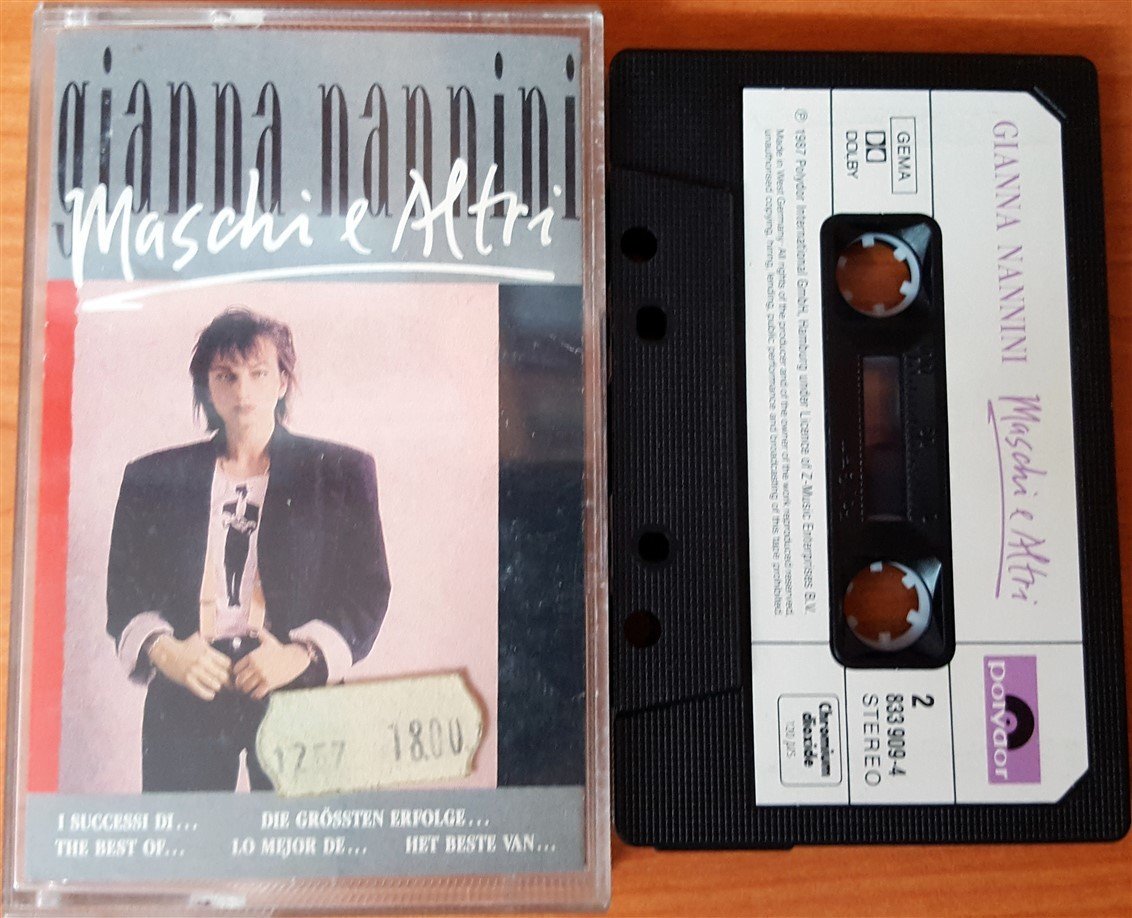 gianna nannini
Maschi e Altri
1257 18.00
I SUCCESSI DI... DIE GRÖSSTEN ERFOLGE...
THE BEST OF... LO MEJOR DE... HET BESTE VAN...
GIANNA NANNINI Maschi e Altri
polydor
GEMA
DOLBY
2
833 909-4
STEREO
Chromium
dioxide
120 µs
℗ 1987 Polydor International GmbH, Hamburg under Licence of Z-Music Enterprises B.V.
Made in West Germany. All rights of the producer and of the owner of the work reproduced reserved,
unauthorised copying, hiring, lending, public performance and broadcasting of this tape prohibited.